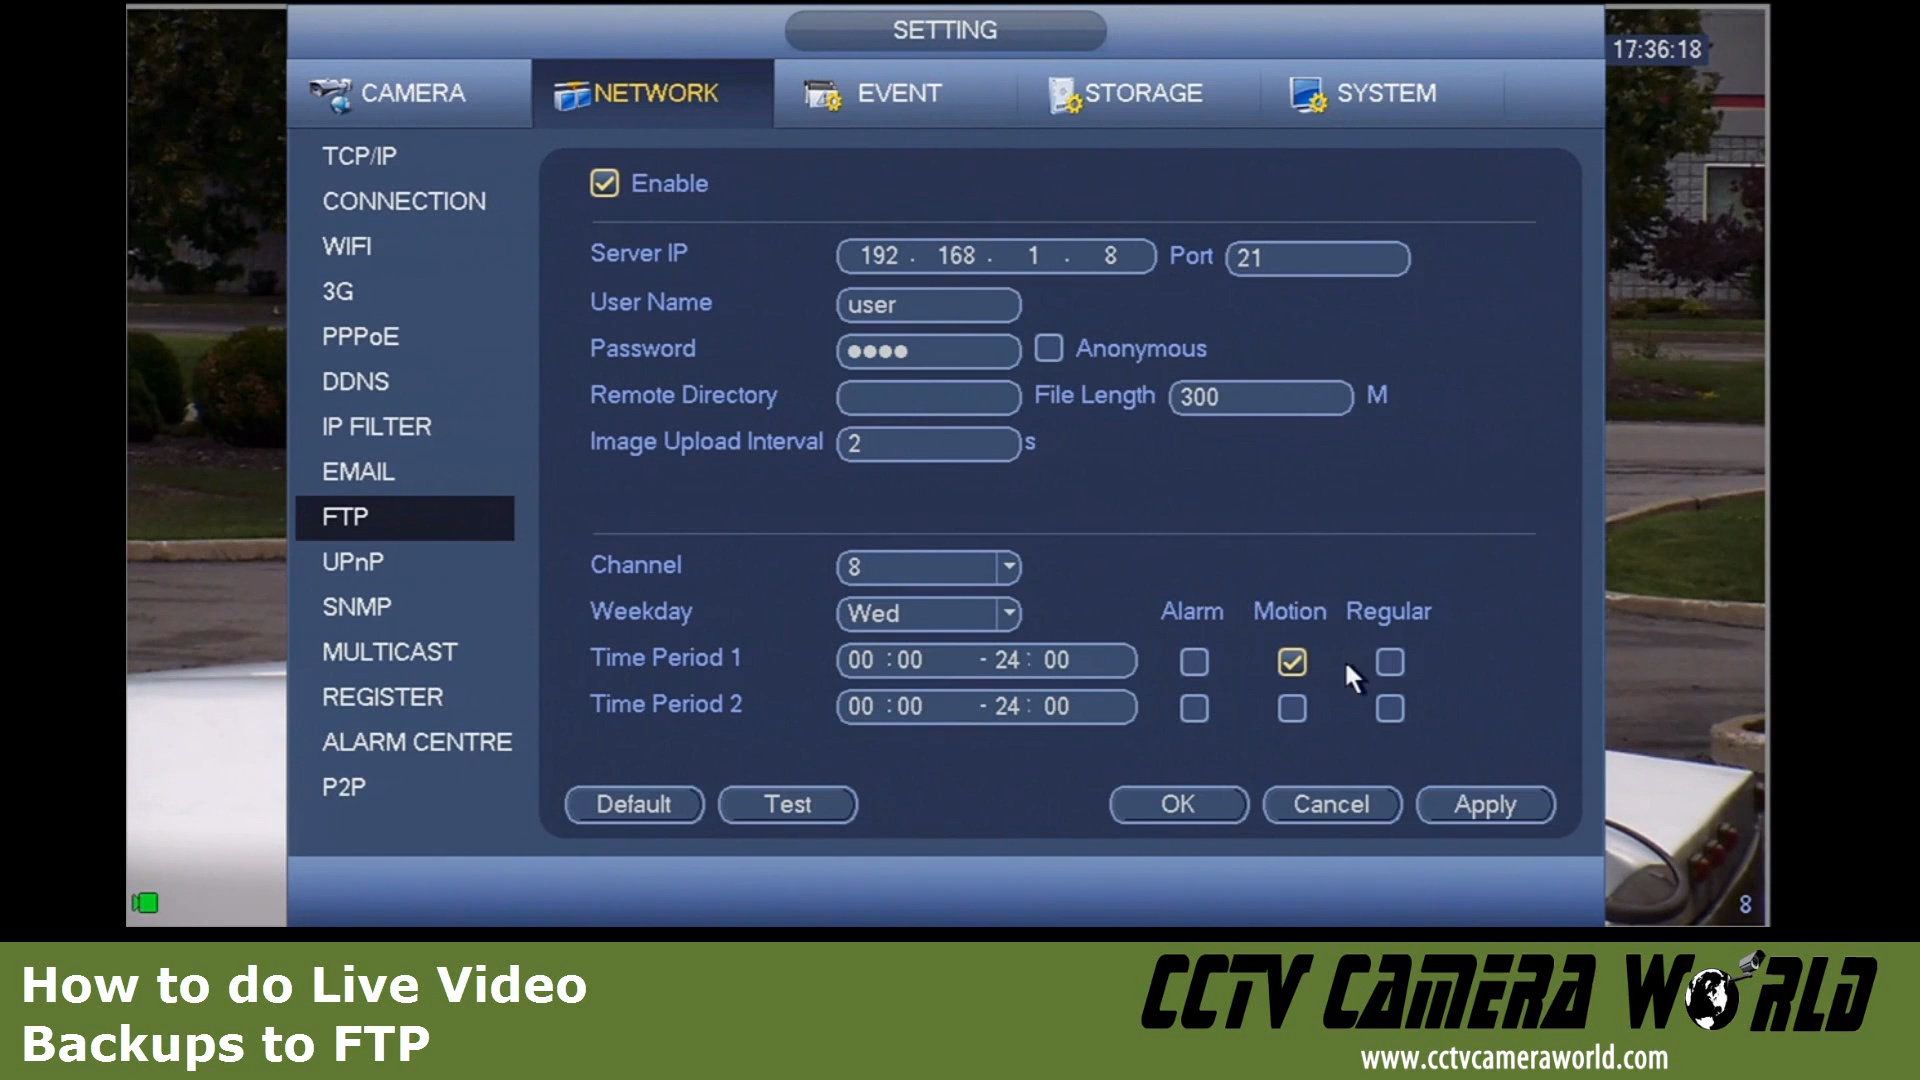 SETTING
17:36:18
CAMERA NETWORK EVENT STORAGE SYSTEM
TCP/IP
CONNECTION
WIFI
3G
PPPoE
DDNS
IP FILTER
EMAIL
FTP
UPnP
SNMP
MULTICAST
REGISTER
ALARM CENTRE
P2P
Enable
Server IP 192 . 168 . 1 . 8 Port 21
User Name user
Password ●●●● Anonymous
Remote Directory File Length 300 M
Image Upload Interval 2 s
Channel 8
Weekday Wed Alarm Motion Regular
Time Period 1 00 :00 - 24 : 00
Time Period 2 00 :00 - 24 : 00
Default Test OK Cancel Apply
8
How to do Live Video
Backups to FTP
CCTV CAMERA WORLD
www.cctvcameraworld.com